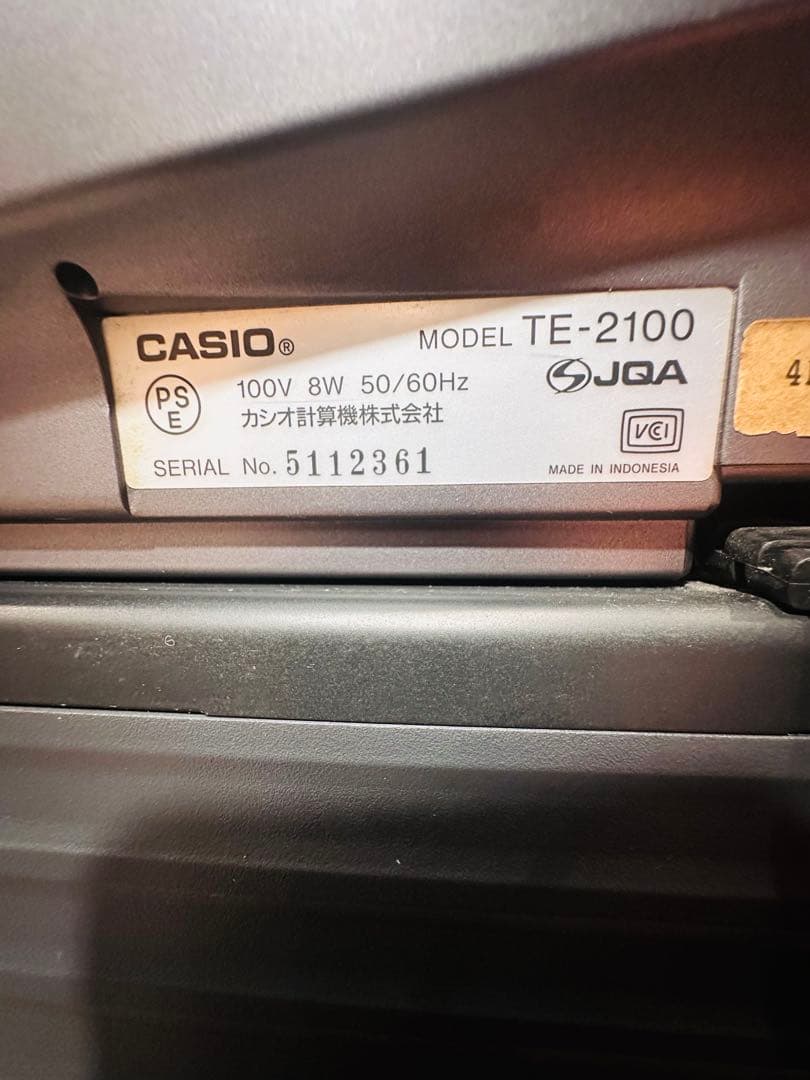 CASIO®
MODEL TE-2100
PS
E
100V 8W 50/60Hz
JQA
カシオ計算機株式会社
VCI
SERIAL No. 5112361
MADE IN INDONESIA